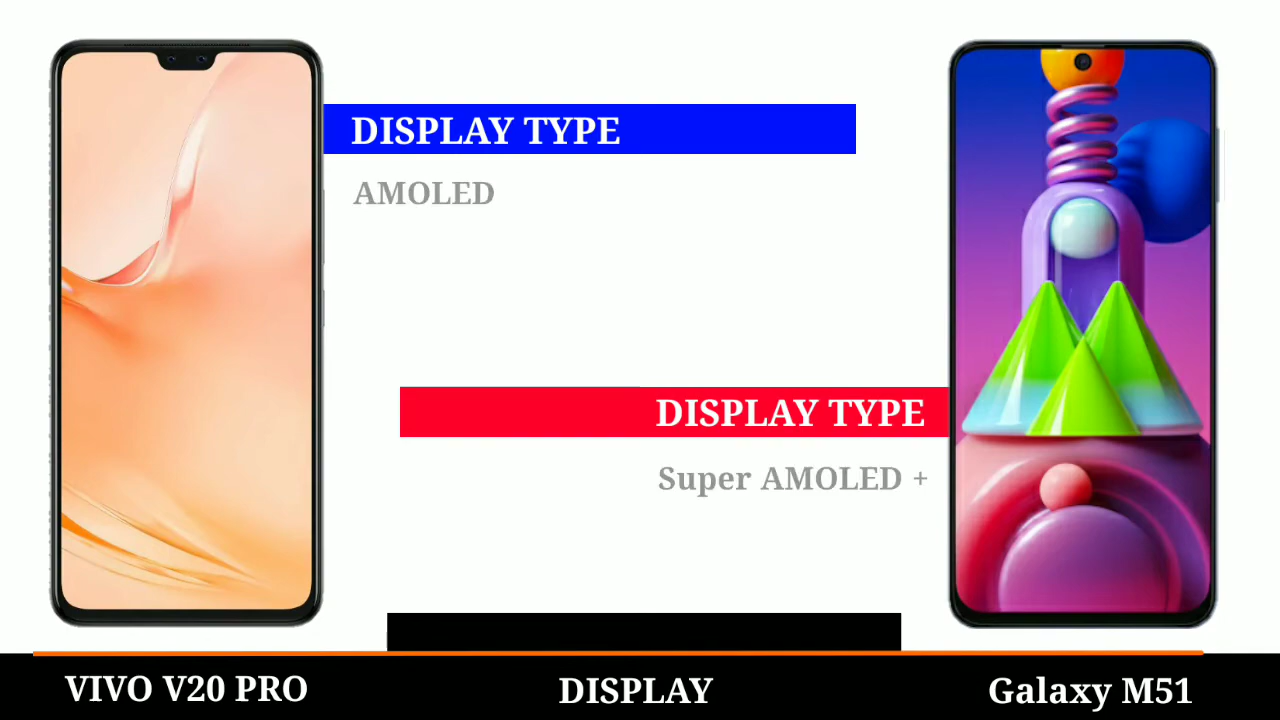 DISPLAY TYPE
AMOLED
DISPLAY TYPE
Super AMOLED +
VIVO V20 PRO
DISPLAY
Galaxy M51